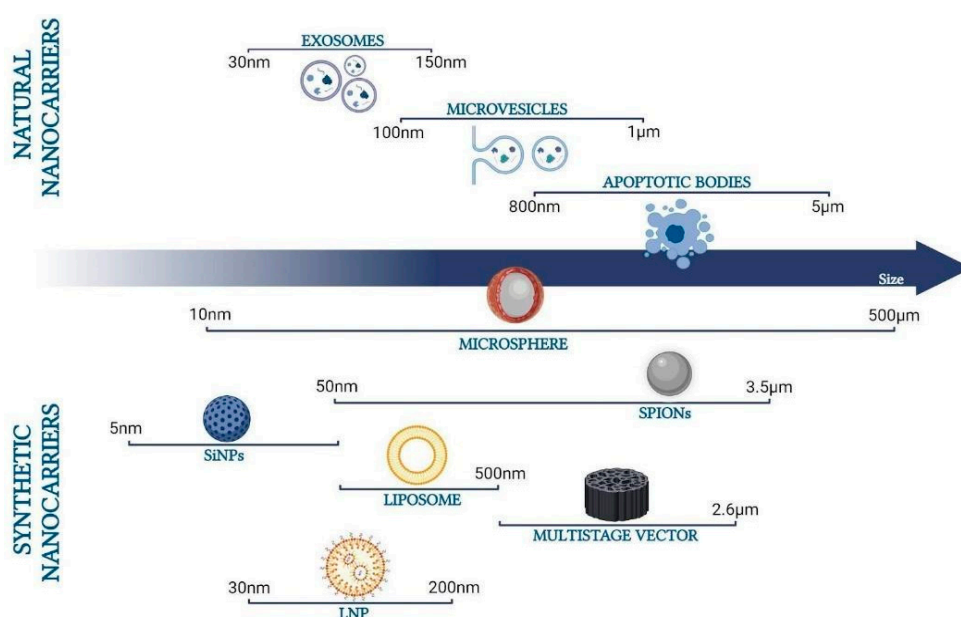 NATURAL
NANOCARRIERS
EXOSOMES
30nm
150nm
MICROVESICLES
100nm
1µm
APOPTOTIC BODIES
800nm
5µm
Size
10nm
500µm
MICROSPHERE
SYNTHETIC
NANOCARRIERS
50nm
3.5µm
SPIONs
5nm
SiNPs
500nm
LIPOSOME
2.6µm
MULTISTAGE VECTOR
30nm
200nm
LNP